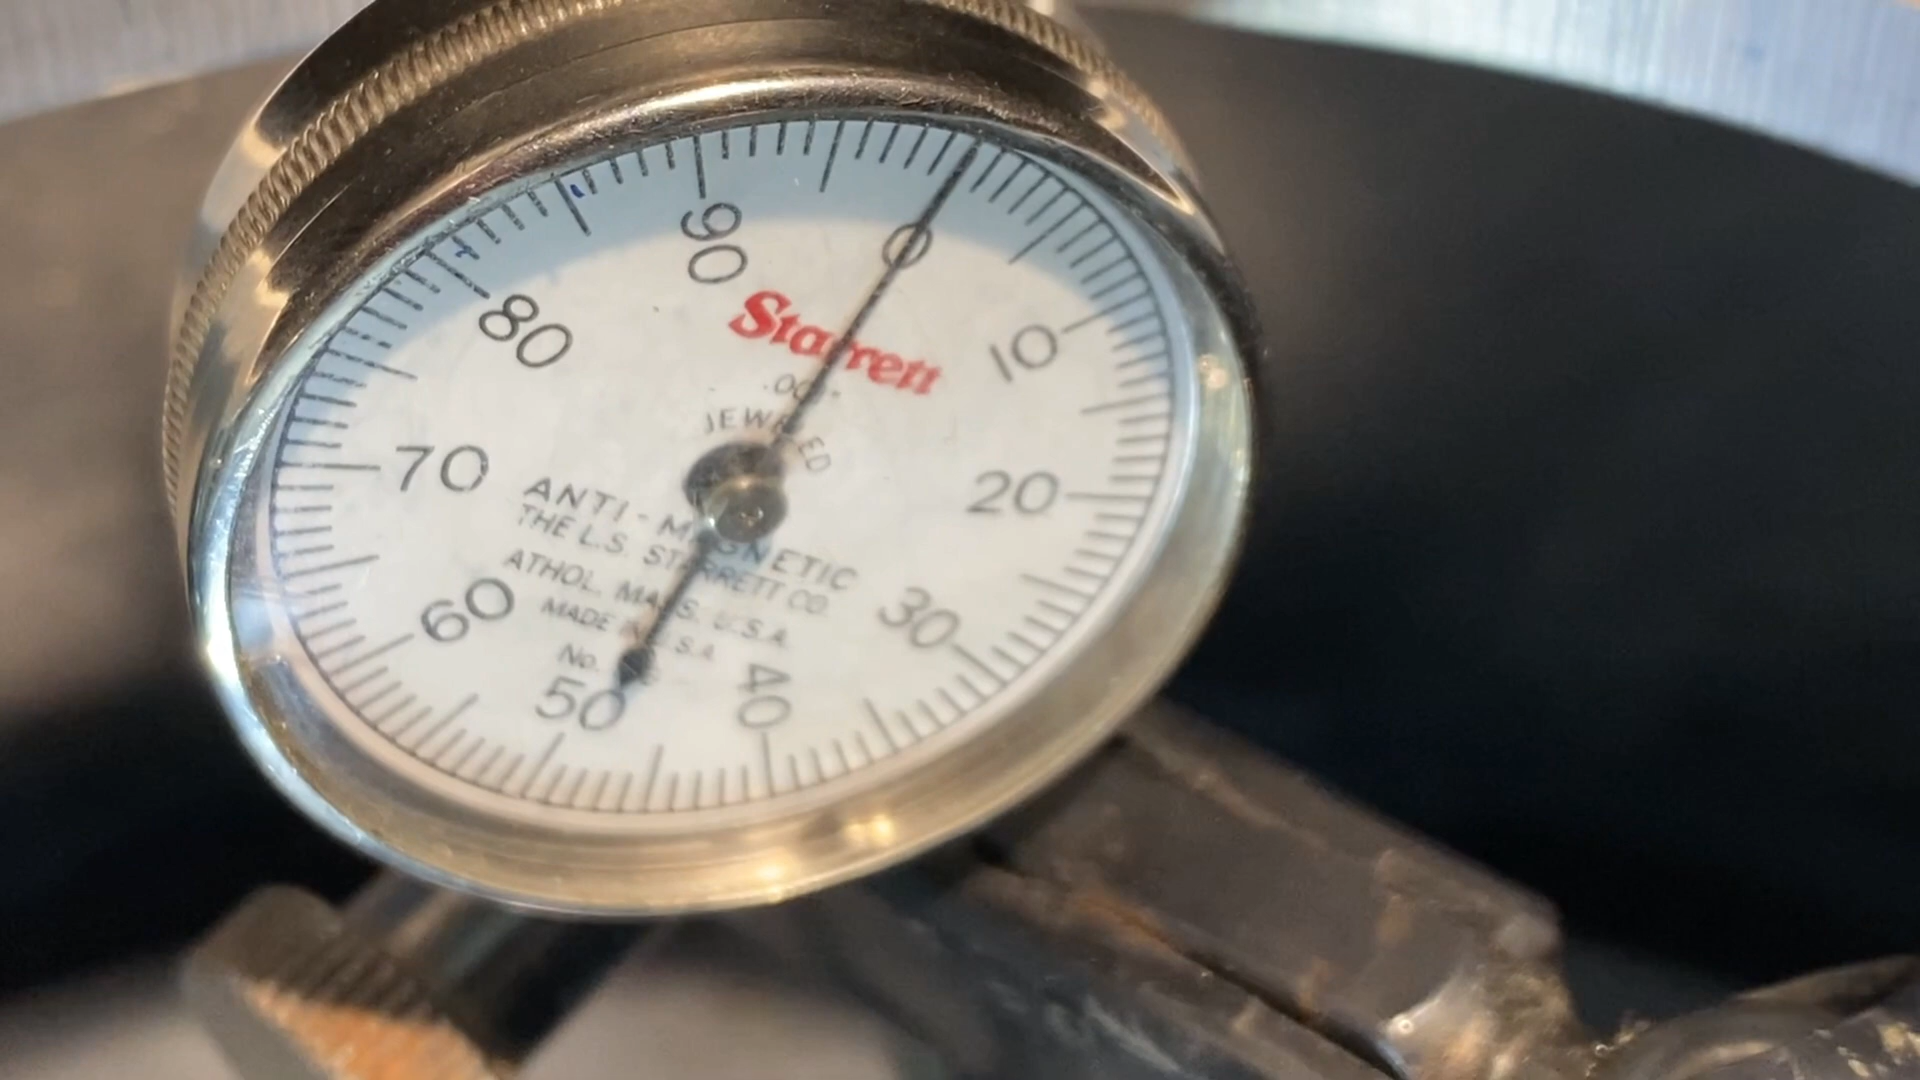 0
10
20
30
40
50
60
70
80
90
Starrett
JEWELED
ANTI-MAGNETIC
THE L.S. STARRETT CO.
ATHOL, MASS. U.S.A.
MADE IN U.S.A.
No.